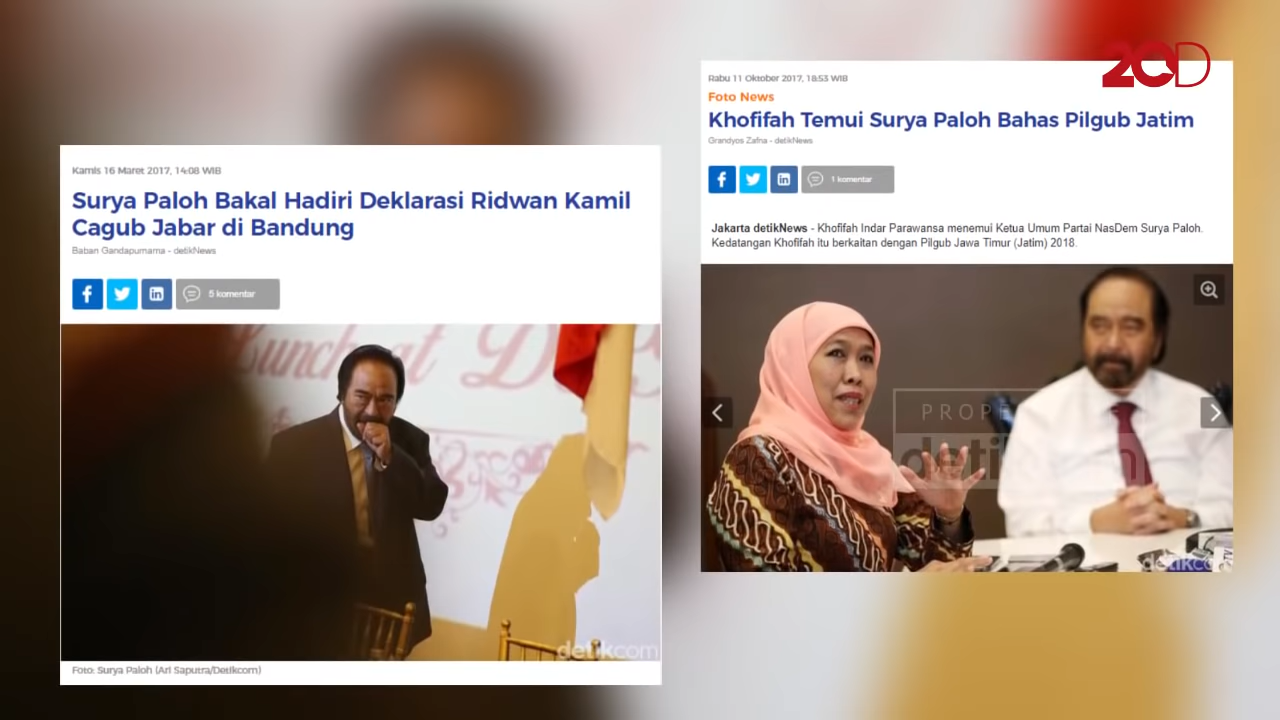 20D
Kamis 16 Maret 2017, 14:08 WIB
Surya Paloh Bakal Hadiri Deklarasi Ridwan Kamil
Cagub Jabar di Bandung
Baban Gandapurnama - detikNews
5 komentar
Lunch at
detikcom
Foto: Surya Paloh (Ari Saputra/Detikcom)
Rabu 11 Oktober 2017, 18:53 WIB
Foto News
Khofifah Temui Surya Paloh Bahas Pilgub Jatim
Grandyos Zafna - detikNews
1 komentar
Jakarta detikNews - Khofifah Indar Parawansa menemui Ketua Umum Partai NasDem Surya Paloh.
Kedatangan Khofifah itu berkaitan dengan Pilgub Jawa Timur (Jatim) 2018.
PROPE
detikcom